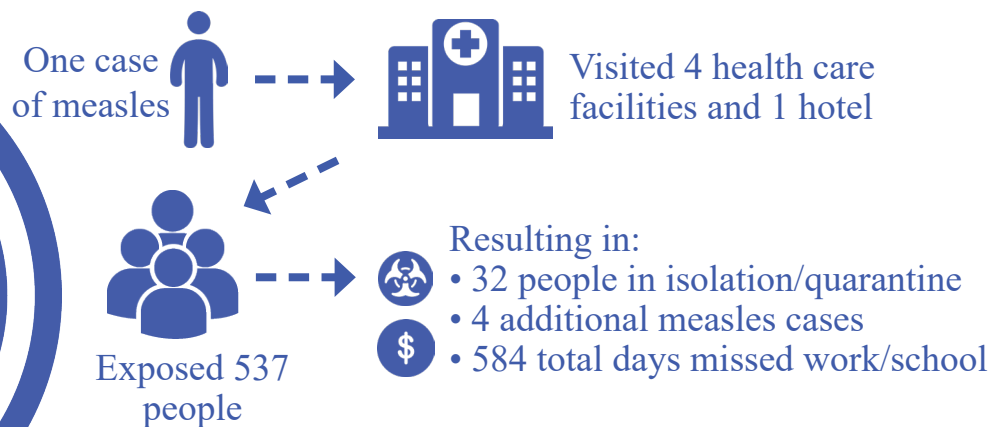 One case
of measles
Visited 4 health care
facilities and 1 hotel
Exposed 537
people
Resulting in:
• 32 people in isolation/quarantine
• 4 additional measles cases
$
• 584 total days missed work/school